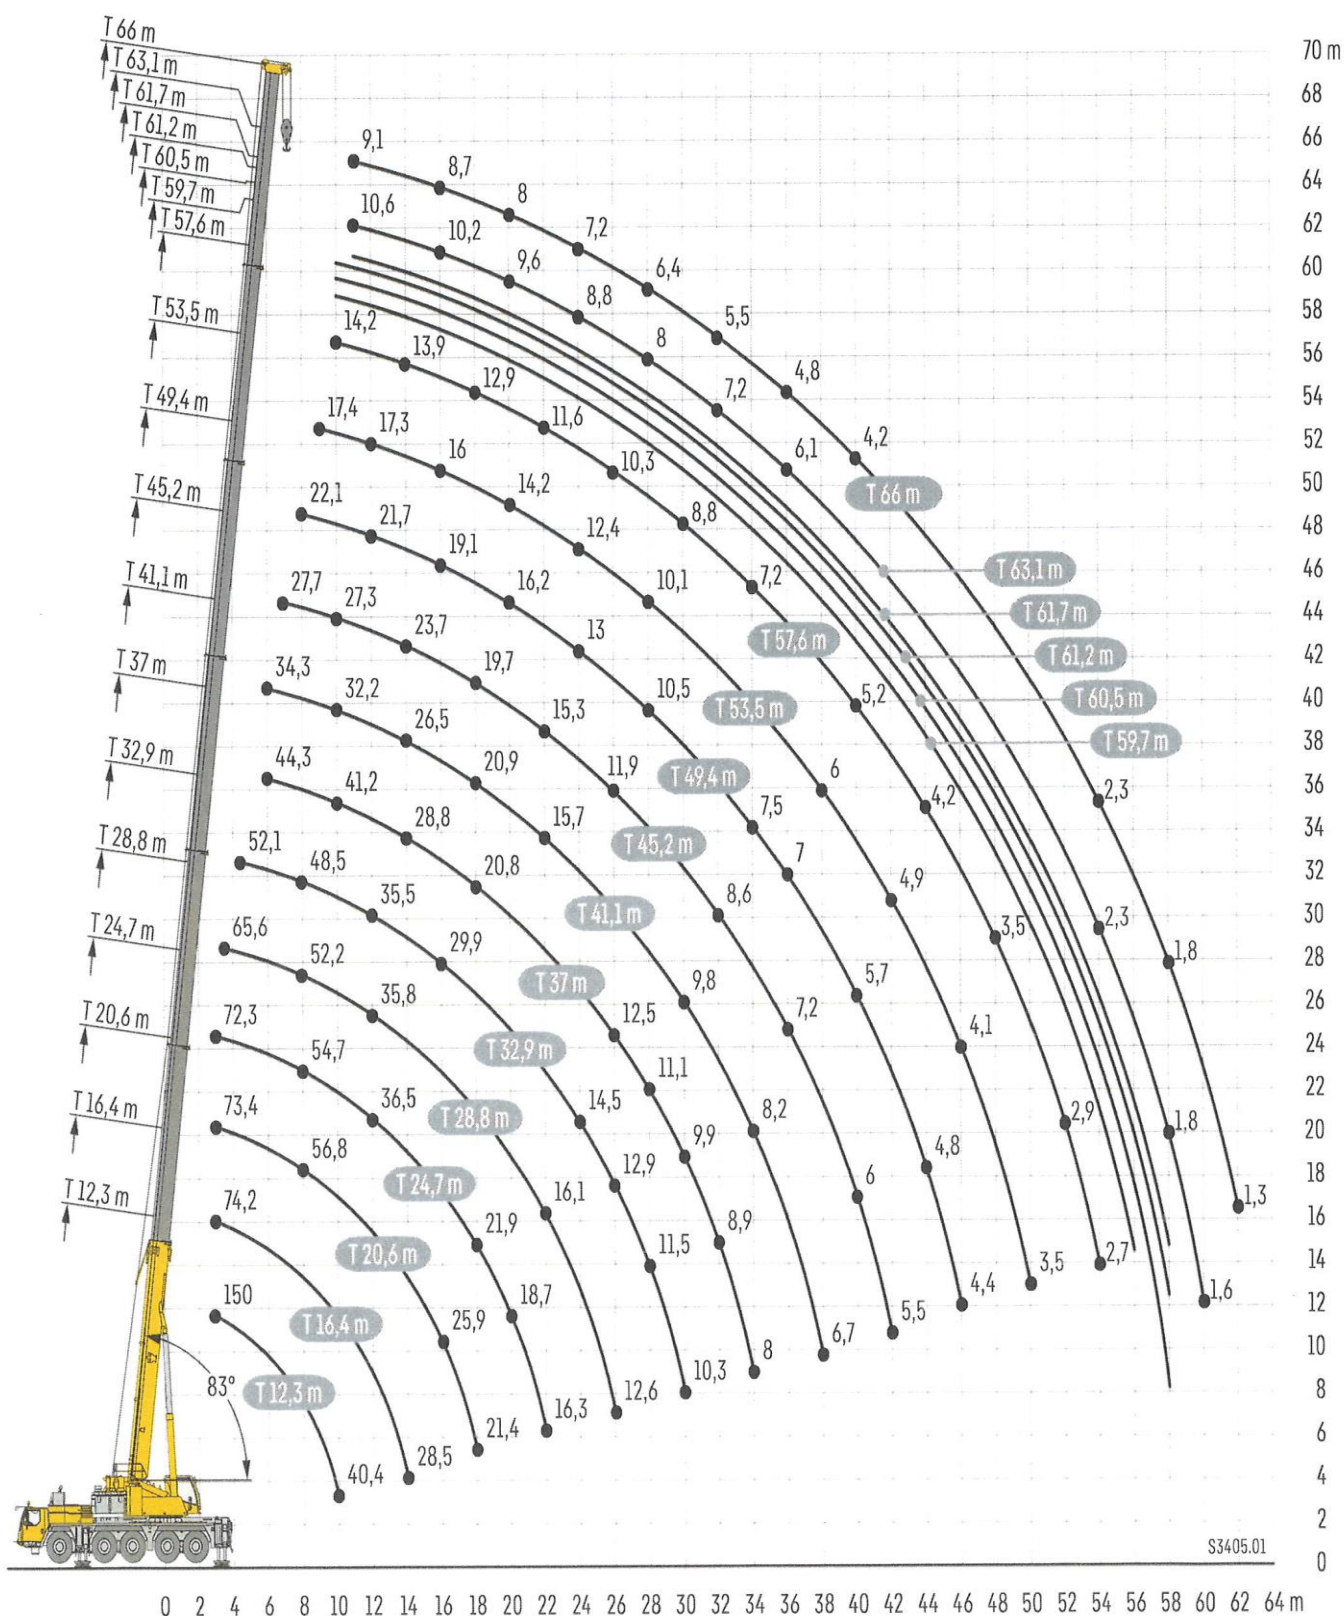 T 66 m
T 63,1 m
T 61,7 m
T 61,2 m
T 60,5 m
T 59,7 m
T 57,6 m
T 53,5 m
T 49,4 m
T 45,2 m
T 41,1 m
T 37 m
T 32,9 m
T 28,8 m
T 24,7 m
T 20,6 m
T 16,4 m
T 12,3 m
83°
9,1 8,7 8 7,2 6,4 5,5 4,8 4,2 2,3 1,8 1,3
T 66 m
10,6 10,2 9,6 8,8 8 7,2 6,1 2,3 1,8 1,6
T 63,1 m
T 61,7 m
T 61,2 m
T 60,5 m
T 59,7 m
14,2 13,9 12,9 11,6 10,3 8,8 7,2 5,2 4,2 3,5 2,9 2,7
T 57,6 m
17,4 17,3 16 14,2 12,4 10,1 6 4,9 4,1 3,5
T 53,5 m
22,1 21,7 19,1 16,2 13 10,5 7,5 7 5,7 4,8 4,4
T 49,4 m
27,7 27,3 23,7 19,7 15,3 11,9 8,6 7,2 6 5,5
T 45,2 m
34,3 32,2 26,5 20,9 15,7 9,8 8,2 6,7
T 41,1 m
44,3 41,2 28,8 20,8 12,5 11,1 9,9 8,9 8
T 37 m
52,1 48,5 35,5 29,9 14,5 12,9 11,5 10,3
T 32,9 m
65,6 52,2 35,8 16,1 12,6
T 28,8 m
72,3 54,7 36,5 21,9 18,7 16,3
T 24,7 m
73,4 56,8 25,9 21,4
T 20,6 m
74,2 28,5
T 16,4 m
150 40,4
T 12,3 m
70 m
68
66
64
62
60
58
56
54
52
50
48
46
44
42
40
38
36
34
32
30
28
26
24
22
20
18
16
14
12
10
8
6
4
2
0
S3405.01
0 2 4 6 8 10 12 14 16 18 20 22 24 26 28 30 32 34 36 38 40 42 44 46 48 50 52 54 56 58 60 62 64 m